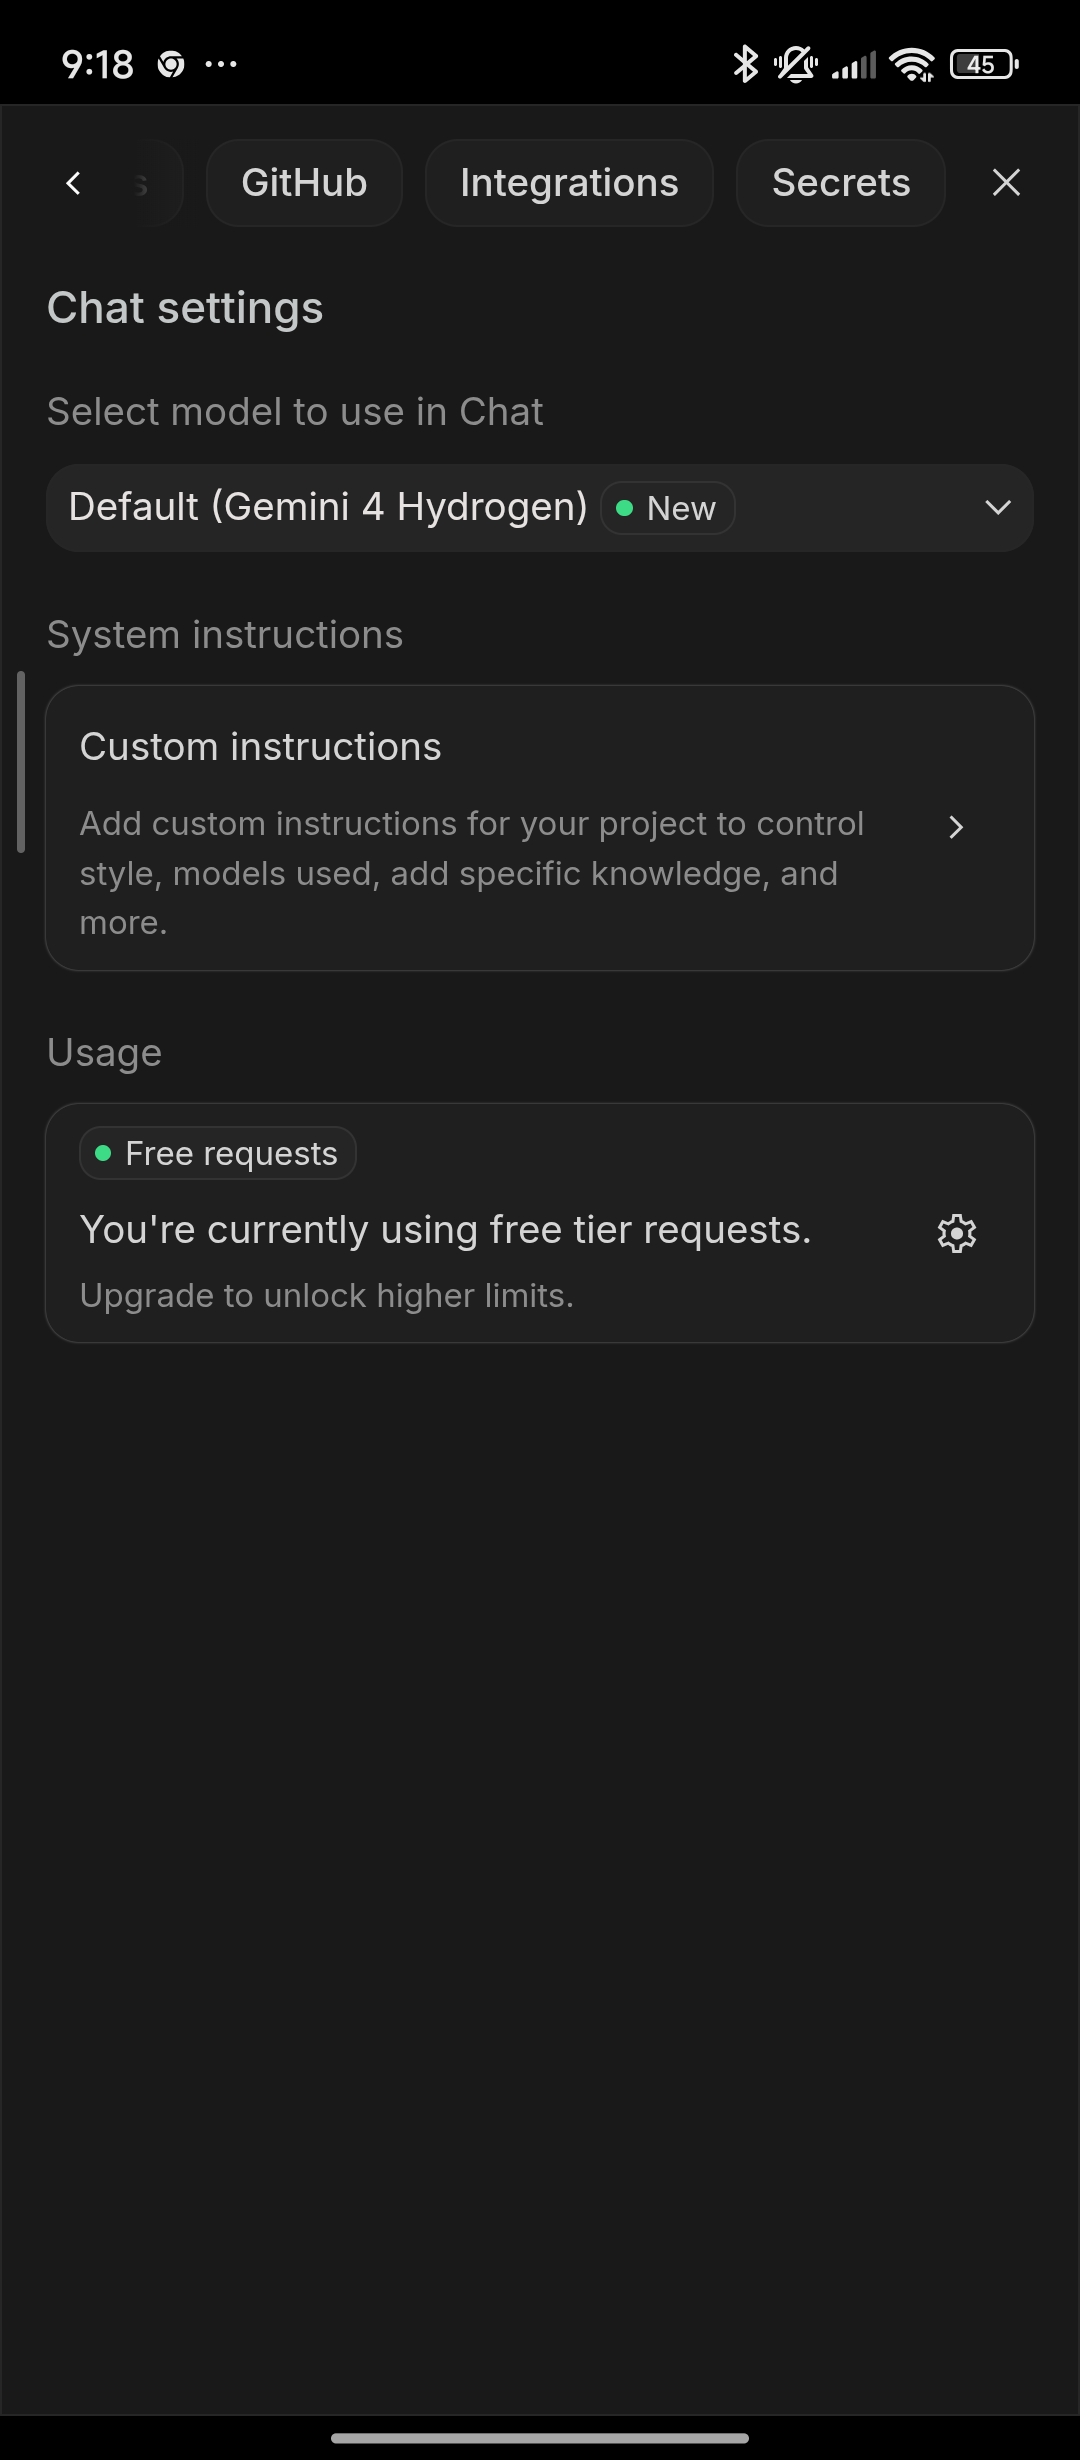 9:18
45
GitHub
Integrations
Secrets
Chat settings
Select model to use in Chat
Default (Gemini 4 Hydrogen)
New
System instructions
Custom instructions
Add custom instructions for your project to control
style, models used, add specific knowledge, and
more.
Usage
Free requests
You're currently using free tier requests.
Upgrade to unlock higher limits.